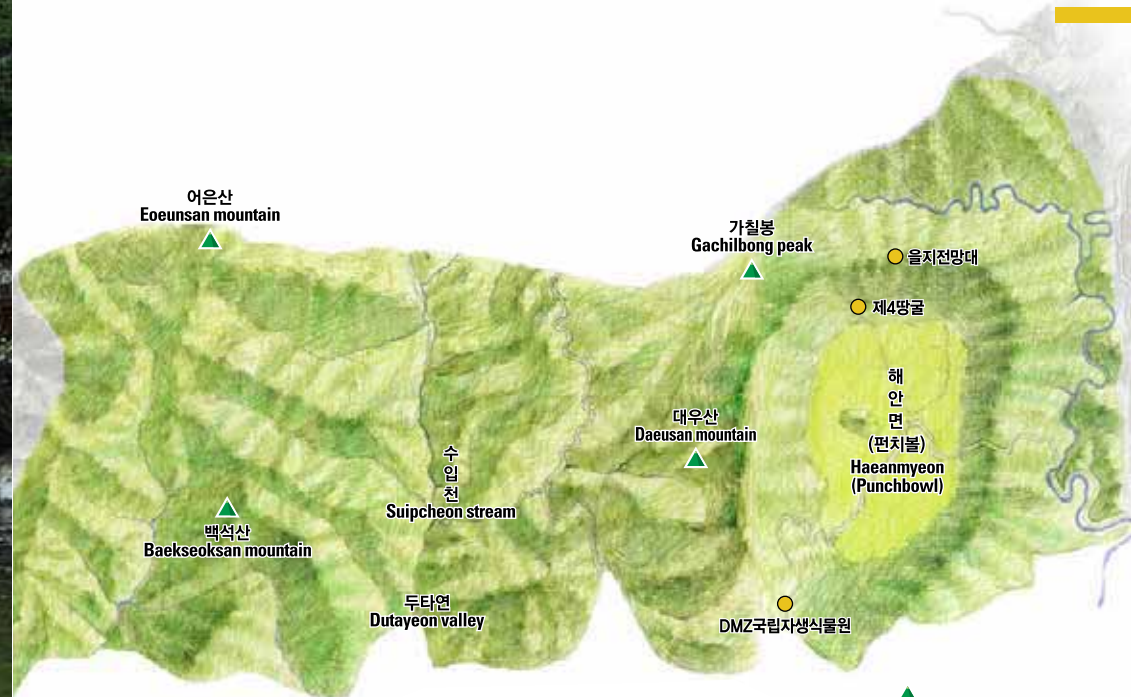 어은산
Eoeunsan mountain
가칠봉
Gachilbong peak
을지전망대
제4땅굴
해
안
면
(펀치볼)
Haeanmyeon
(Punchbowl)
대우산
Daeusan mountain
수
입
천
Suipcheon stream
백석산
Baekseoksan mountain
두타연
Dutayeon valley
DMZ국립자생식물원